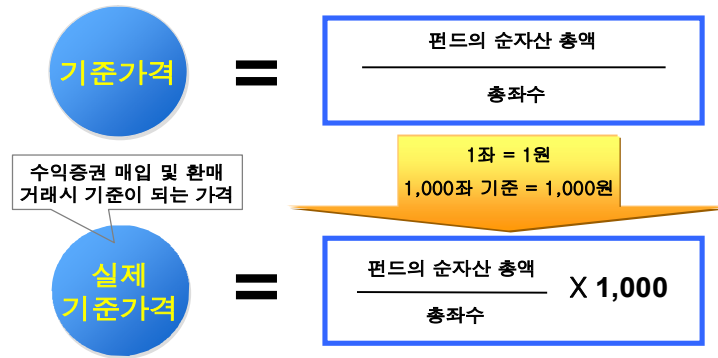 기준가격
=
펀드의 순자산 총액
총좌수
1좌 = 1원
1,000좌 기준 = 1,000원
수익증권 매입 및 환매
거래시 기준이 되는 가격
실제
기준가격
=
펀드의 순자산 총액
총좌수
X 1,000